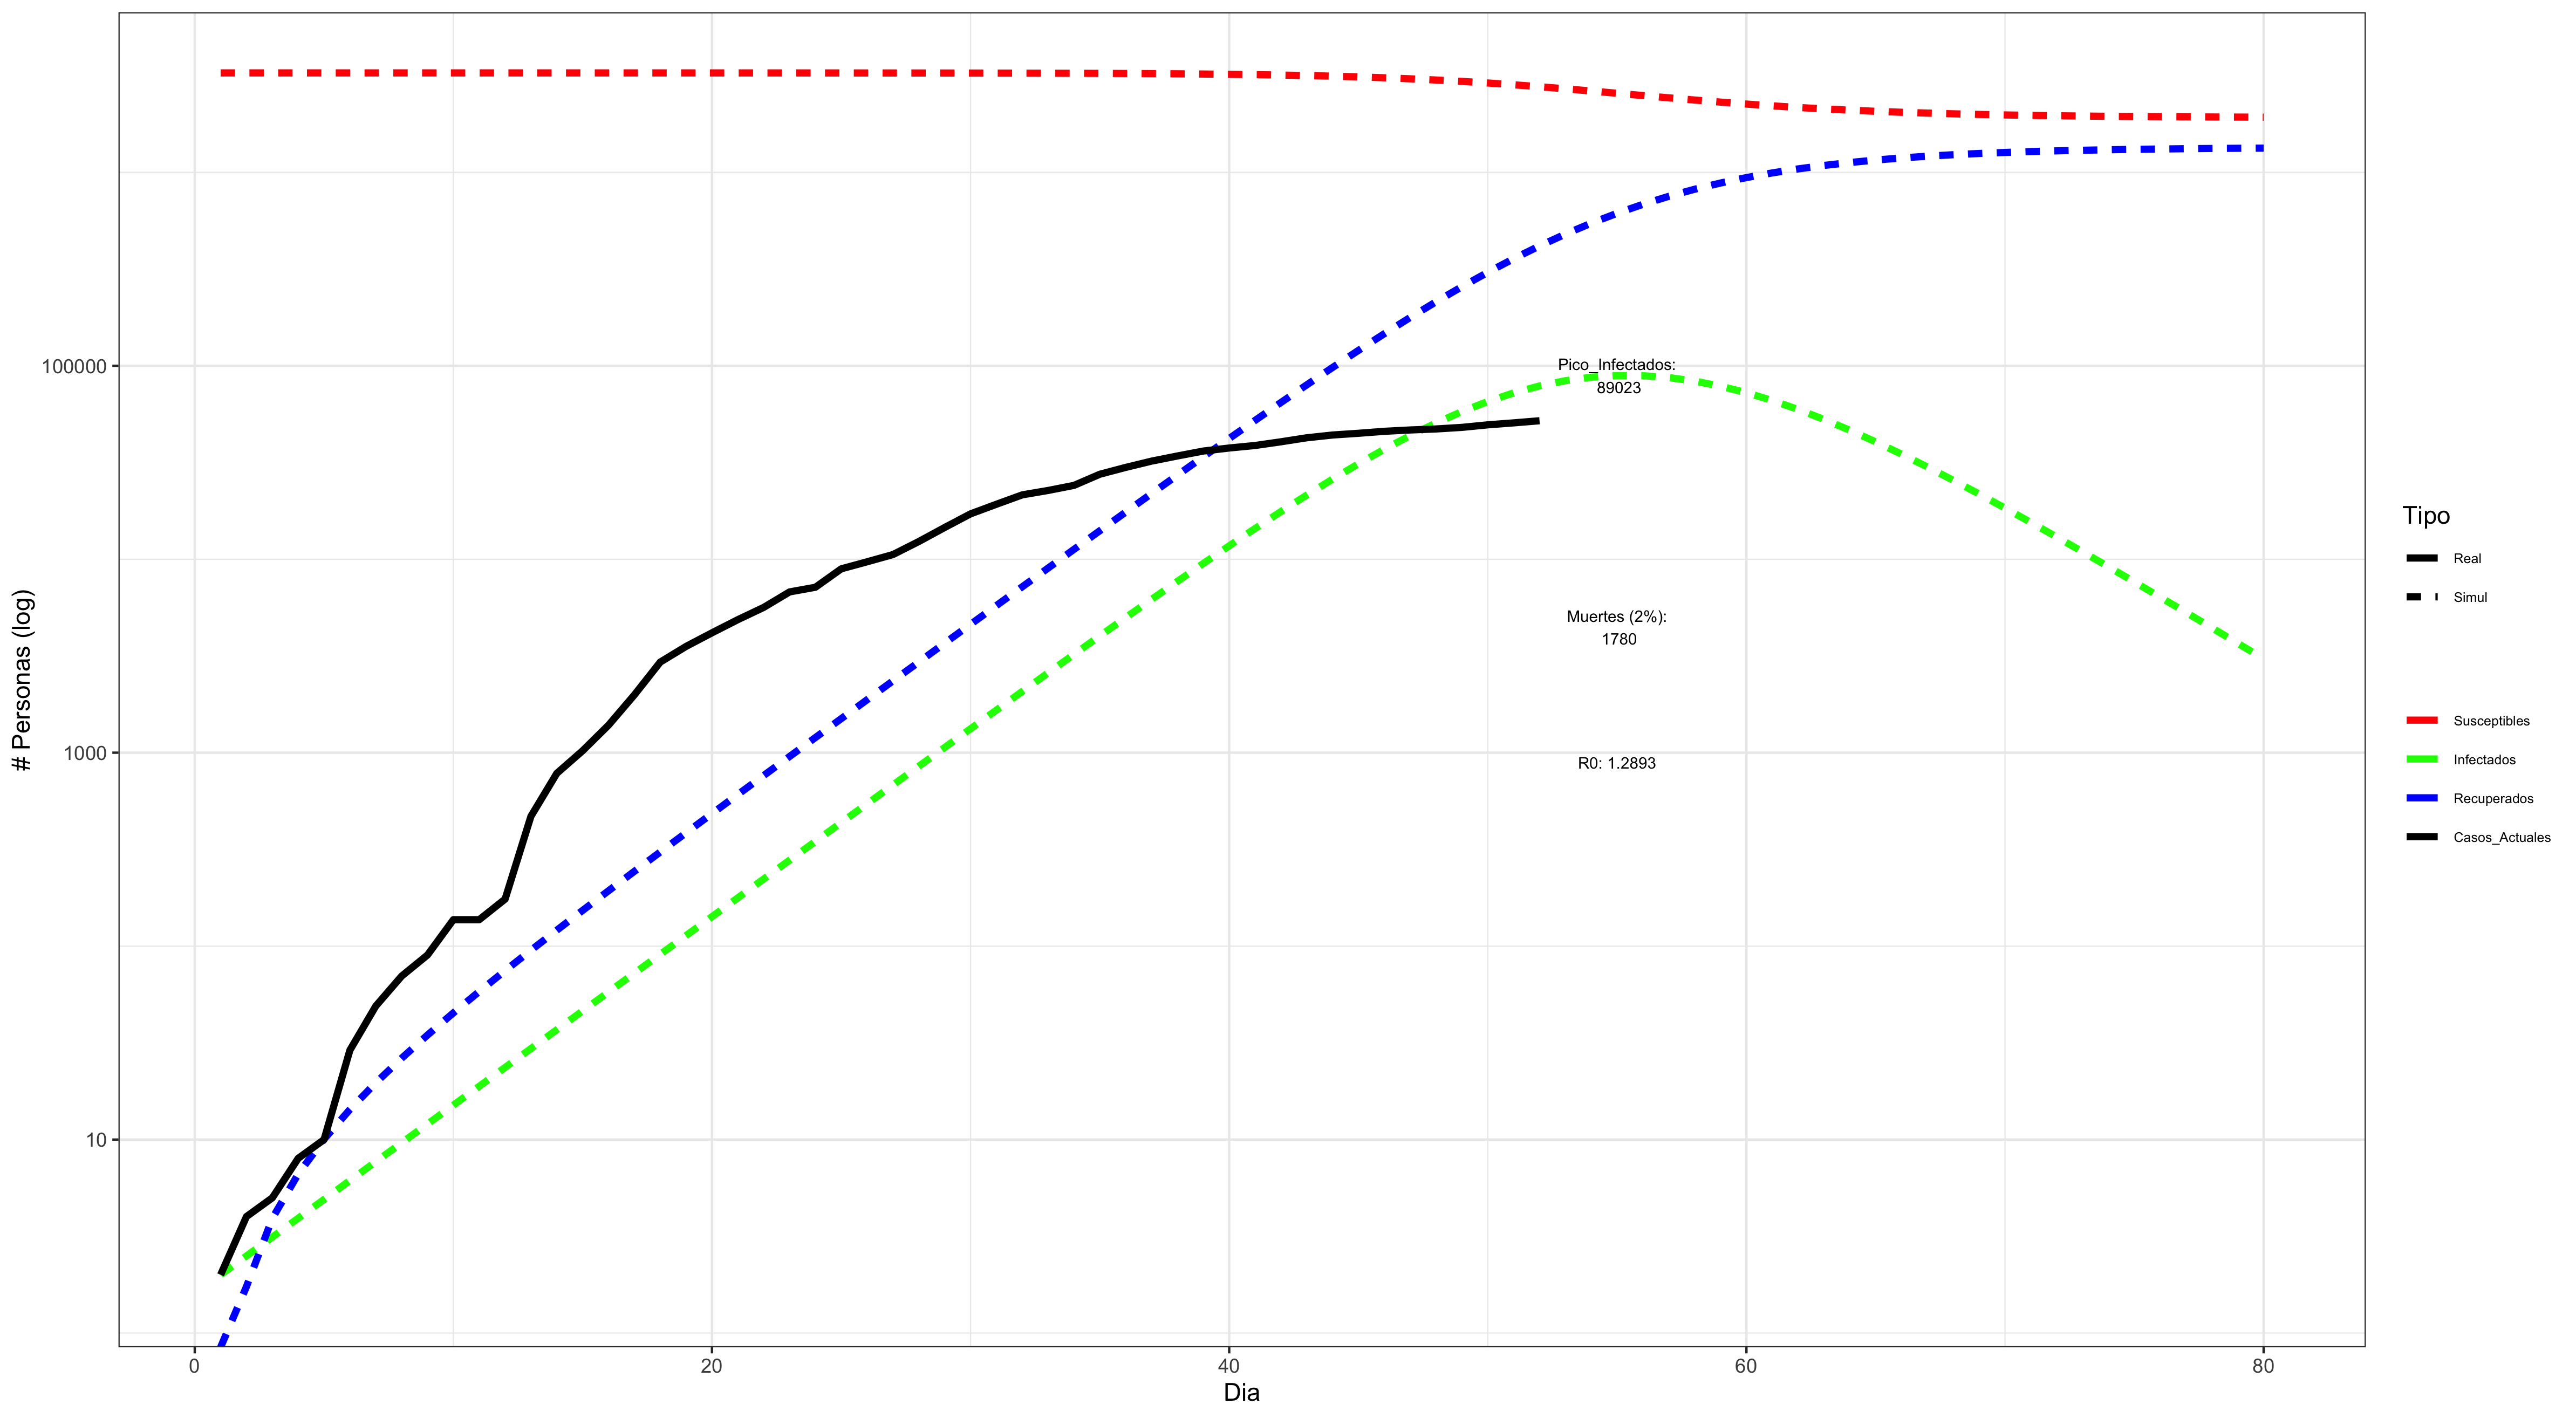 # Personas (log)
100000
1000
10
Pico_Infectados:
89023
Muertes (2%):
1780
R0: 1.2893
0
20
40
60
80
Dia
Tipo
Real
Simul
Susceptibles
Infectados
Recuperados
Casos_Actuales